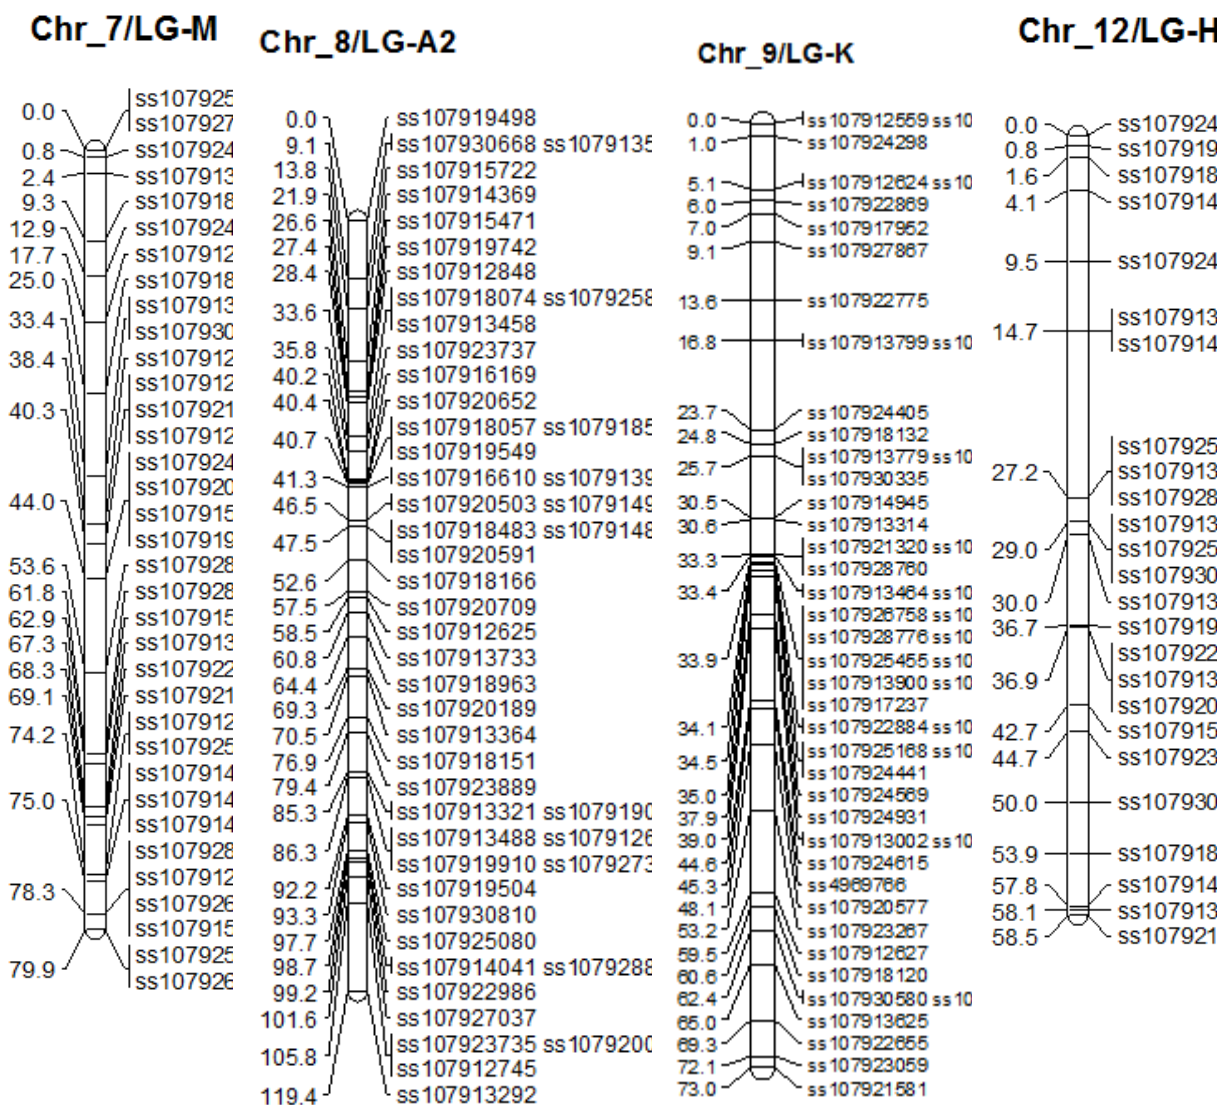 Chr_7/LG-M
0.0 ss107925
ss107927
0.8 ss107924
2.4 ss107913
9.3 ss107918
12.9 ss107924
17.7 ss107912
25.0 ss107918
33.4 ss107913
ss107930
38.4 ss107912
40.3 ss107912
ss107921
ss107912
44.0 ss107924
ss107920
ss107915
ss107919
53.6 ss107928
61.8 ss107928
62.9 ss107915
67.3 ss107913
68.3 ss107922
69.1 ss107921
74.2 ss107912
ss107925
75.0 ss107914
ss107914
ss107914
78.3 ss107928
ss107912
ss107926
ss107915
79.9 ss107925
ss107926
Chr_8/LG-A2
0.0 ss107919498
9.1 ss107930668 ss1079135
13.8 ss107915722
21.9 ss107914369
26.6 ss107915471
27.4 ss107919742
28.4 ss107912848
33.6 ss107918074 ss1079258
ss107913458
35.8 ss107923737
40.2 ss107916169
40.4 ss107920652
40.7 ss107918057 ss1079185
ss107919549
41.3 ss107916610 ss1079139
46.5 ss107920503 ss1079149
47.5 ss107918483 ss1079148
ss107920591
52.6 ss107918166
57.5 ss107920709
58.5 ss107912625
60.8 ss107913733
64.4 ss107918963
69.3 ss107920189
70.5 ss107913364
76.9 ss107918151
79.4 ss107923889
85.3 ss107913321 ss1079190
86.3 ss107913488 ss1079126
ss107919910 ss1079273
92.2 ss107919504
93.3 ss107930810
97.7 ss107925080
98.7 ss107914041 ss1079288
99.2 ss107922986
101.6 ss107927037
105.8 ss107923735 ss1079200
ss107912745
119.4 ss107913292
Chr_9/LG-K
0.0 ss107912559 ss10
1.0 ss107924298
5.1 ss107912624 ss10
6.0 ss107922869
7.0 ss107917952
9.1 ss107927867
13.6 ss107922775
16.8 ss107913799 ss10
23.7 ss107924405
24.8 ss107918132
25.7 ss107913779 ss10
ss107930335
30.5 ss107914945
30.6 ss107913314
33.3 ss107921320 ss10
ss107928760
33.4 ss107913464 ss10
33.9 ss107926758 ss10
ss107928776 ss10
ss107925455 ss10
ss107913900 ss10
ss107917237
34.1 ss107922884 ss10
34.5 ss107925168 ss10
ss107924441
35.0 ss107924569
37.9 ss107924931
39.0 ss107913002 ss10
44.6 ss107924615
45.3 ss4969766
48.1 ss107920577
53.2 ss107923267
59.5 ss107912627
60.6 ss107918120
62.4 ss107930580 ss10
65.0 ss107913625
69.3 ss107922655
72.1 ss107923059
73.0 ss107921581
Chr_12/LG-H
0.0 ss107924
0.8 ss107919
1.6 ss107918
4.1 ss107914
9.5 ss107924
14.7 ss107913
ss107914
27.2 ss107925
ss107913
ss107928
29.0 ss107913
ss107925
ss107930
30.0 ss107913
36.7 ss107919
36.9 ss107922
ss107913
ss107920
42.7 ss107915
44.7 ss107923
50.0 ss107930
53.9 ss107918
57.8 ss107914
58.1 ss107913
58.5 ss107921